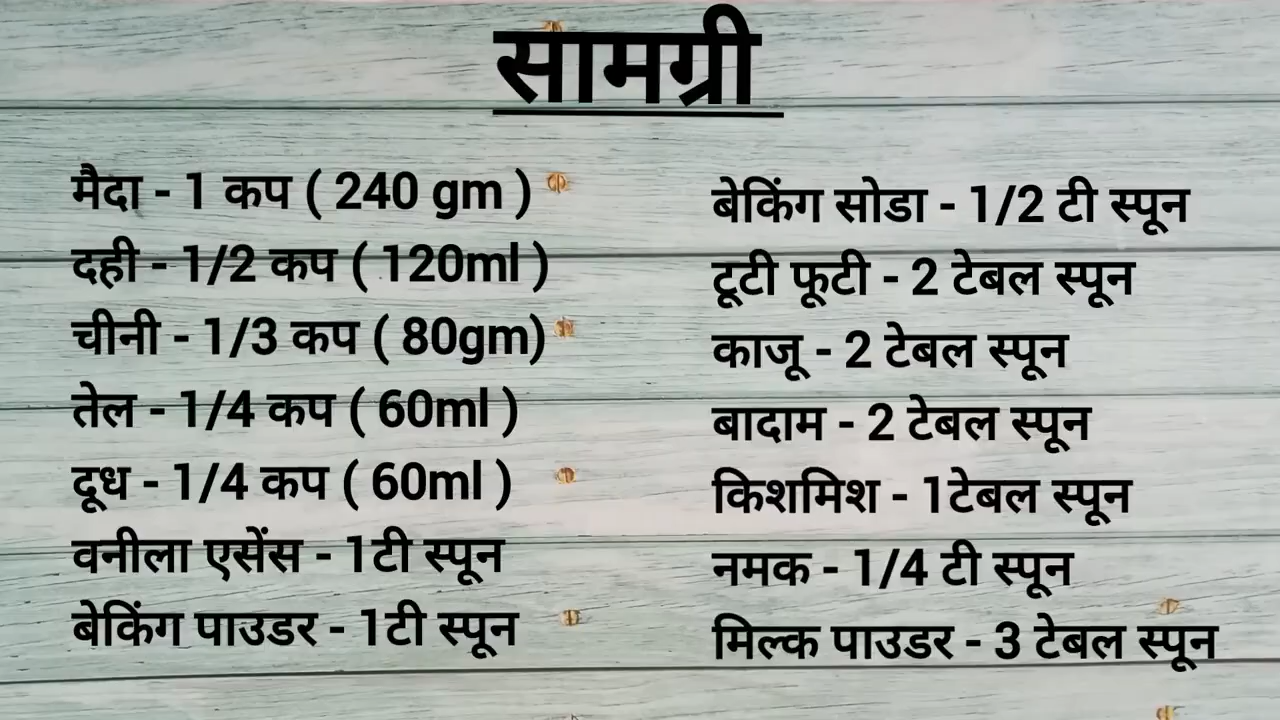 सामग्री
मैदा - 1 कप ( 240 gm )
दही - 1/2 कप ( 120ml )
चीनी - 1/3 कप ( 80gm)
तेल - 1/4 कप ( 60ml )
दूध - 1/4 कप ( 60ml )
वनीला एसेंस - 1टी स्पून
बेकिंग पाउडर - 1टी स्पून
बेकिंग सोडा - 1/2 टी स्पून
टूटी फूटी - 2 टेबल स्पून
काजू - 2 टेबल स्पून
बादाम - 2 टेबल स्पून
किशमिश - 1टेबल स्पून
नमक - 1/4 टी स्पून
मिल्क पाउडर - 3 टेबल स्पून